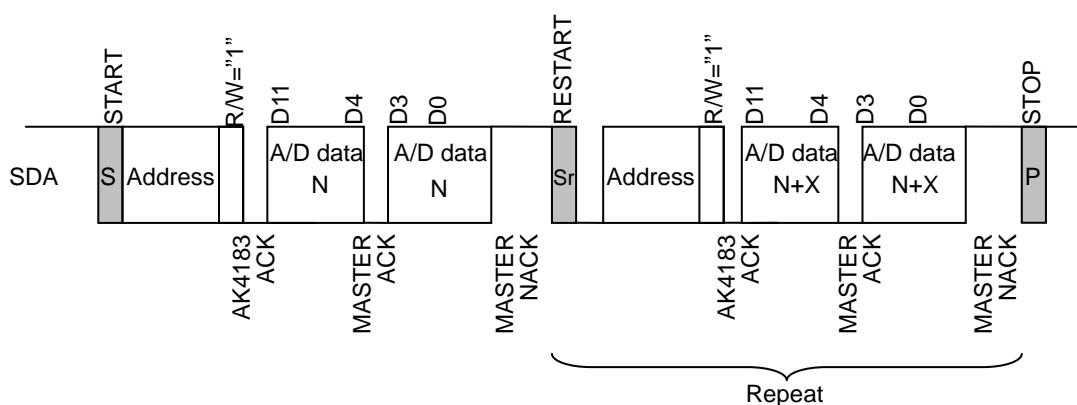 START
R/W=”1”
D11
D4
D3
D0
RESTART
R/W=”1”
D11
D4
D3
D0
STOP
SDA
S
Address
A/D data
N
A/D data
N
Sr
Address
A/D data
N+X
A/D data
N+X
P
AK4183
ACK
MASTER
ACK
MASTER
NACK
AK4183
ACK
MASTER
ACK
MASTER
NACK
Repeat